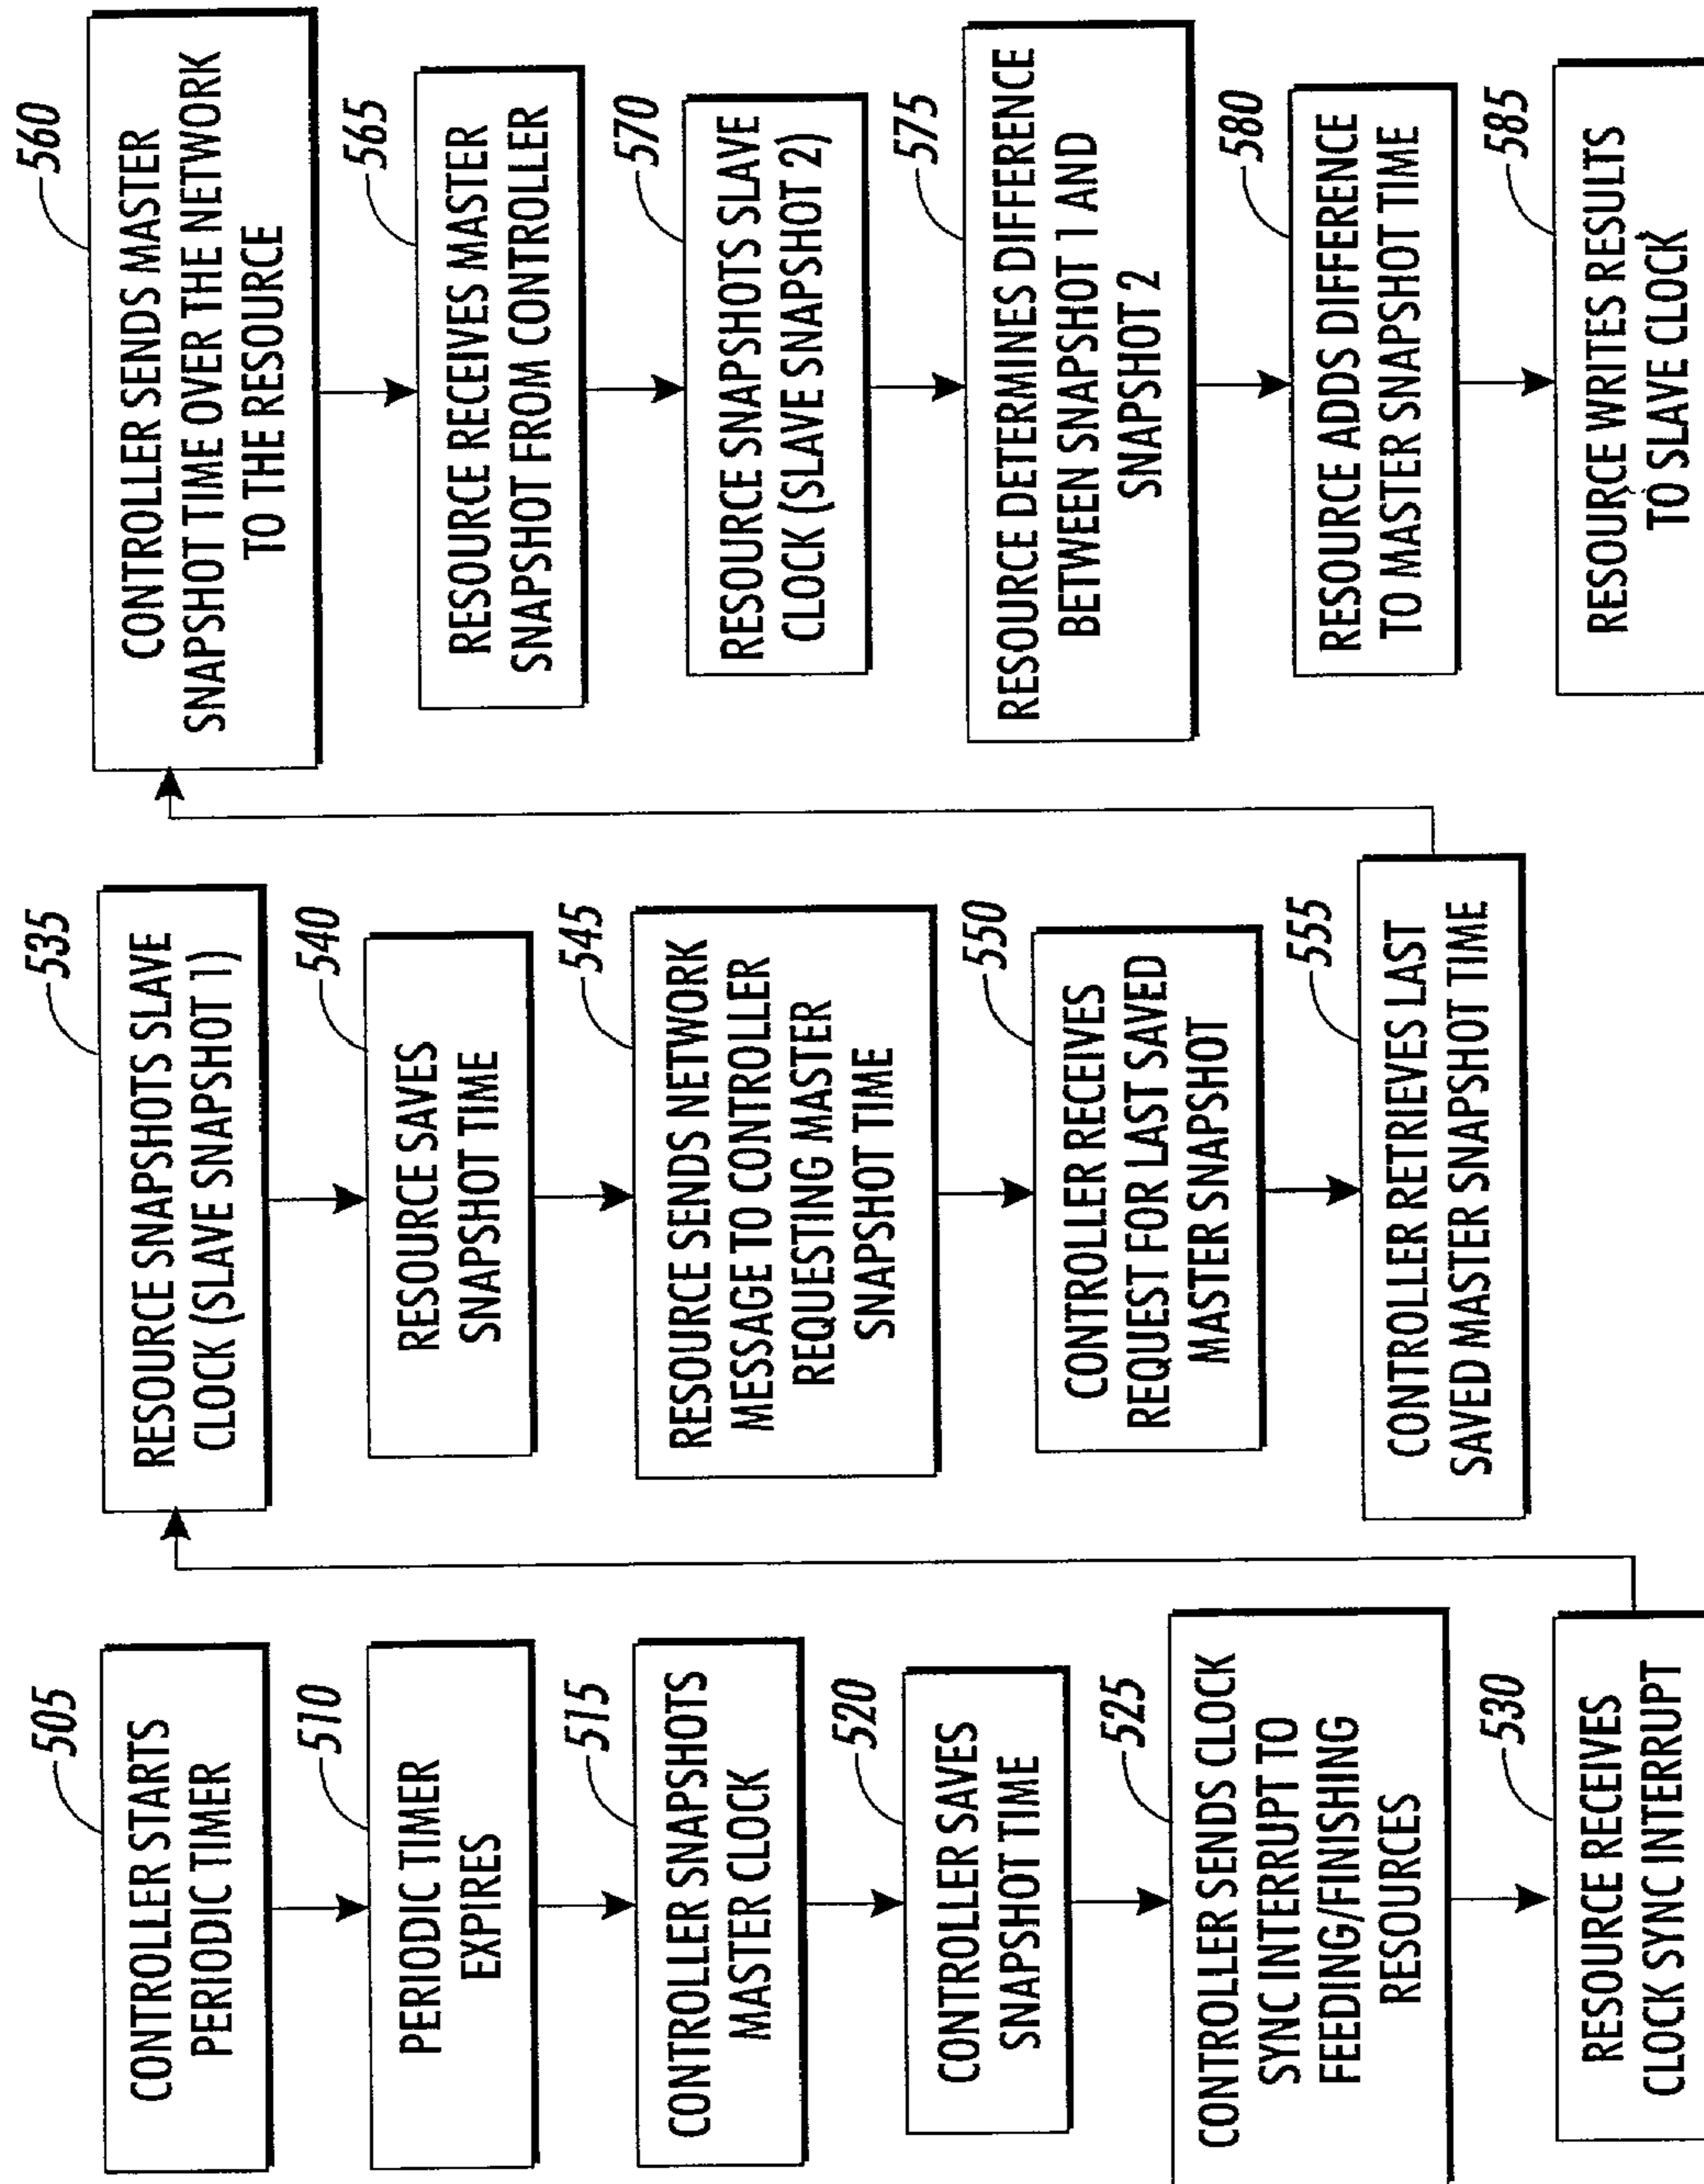 505
CONTROLLER STARTS
PERIODIC TIMER
510
PERIODIC TIMER
EXPIRES
515
CONTROLLER SNAPSHOTS
MASTER CLOCK
520
CONTROLLER SAVES
SNAPSHOT TIME
525
CONTROLLER SENDS CLOCK
SYNC INTERRUPT TO
FEEDING/FINISHING
RESOURCES
530
RESOURCE RECEIVES
CLOCK SYNC INTERRUPT
535
RESOURCE SNAPSHOTS SLAVE
CLOCK (SLAVE SNAPSHOT 1)
540
RESOURCE SAVES
SNAPSHOT TIME
545
RESOURCE SENDS NETWORK
MESSAGE TO CONTROLLER
REQUESTING MASTER
SNAPSHOT TIME
550
CONTROLLER RECEIVES
REQUEST FOR LAST SAVED
MASTER SNAPSHOT
555
CONTROLLER RETRIEVES LAST
SAVED MASTER SNAPSHOT TIME
560
CONTROLLER SENDS MASTER
SNAPSHOT TIME OVER THE NETWORK
TO THE RESOURCE
565
RESOURCE RECEIVES MASTER
SNAPSHOT FROM CONTROLLER
570
RESOURCE SNAPSHOTS SLAVE
CLOCK (SLAVE SNAPSHOT 2)
575
RESOURCE DETERMINES DIFFERENCE
BETWEEN SNAPSHOT 1 AND
SNAPSHOT 2
580
RESOURCE ADDS DIFFERENCE
TO MASTER SNAPSHOT TIME
585
RESOURCE WRITES RESULTS
TO SLAVE CLOCK